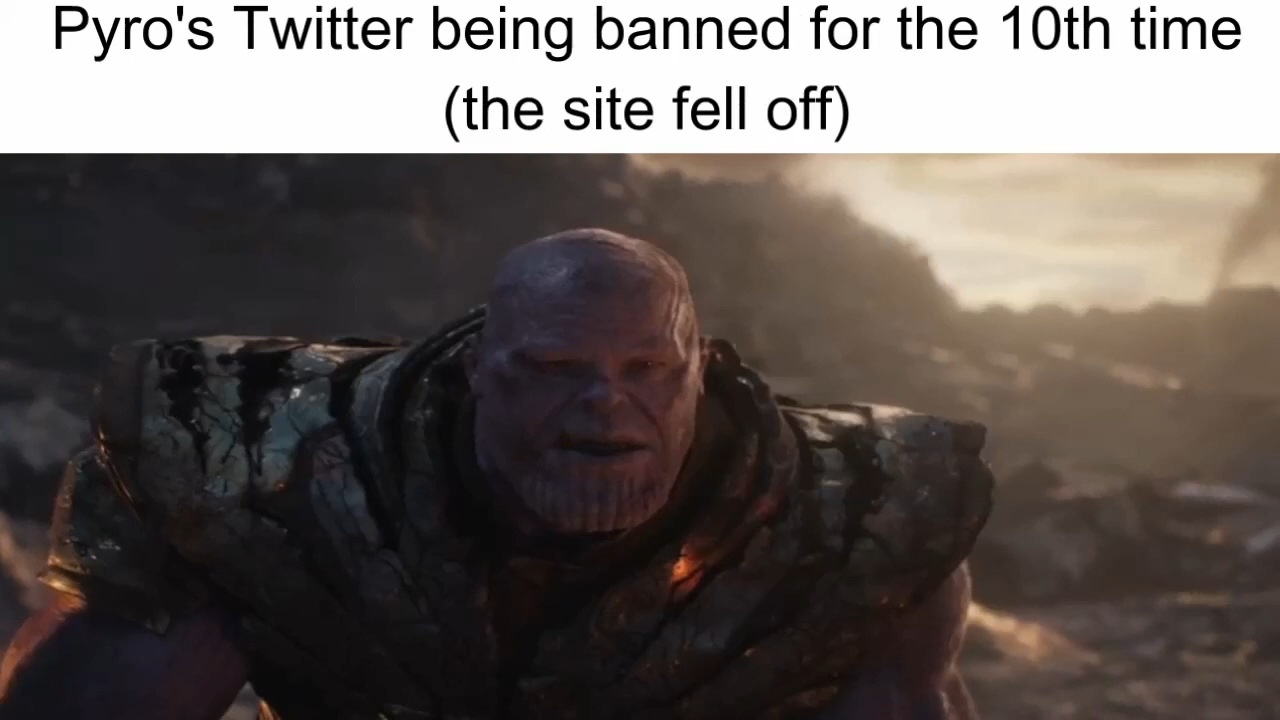 Pyro's Twitter being banned for the 10th time
(the site fell off)